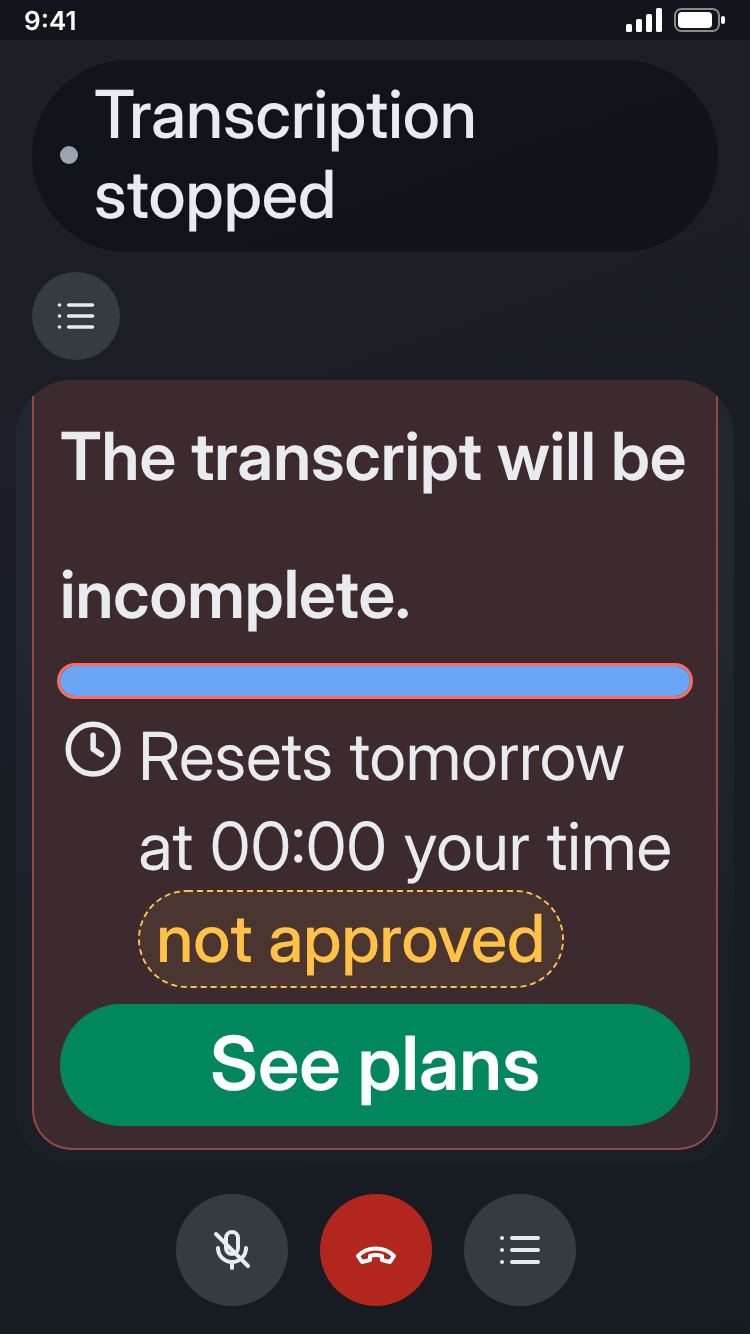 9:41
Transcription
stopped
The transcript will be
incomplete.
Resets tomorrow
at 00:00 your time
not approved
See plans